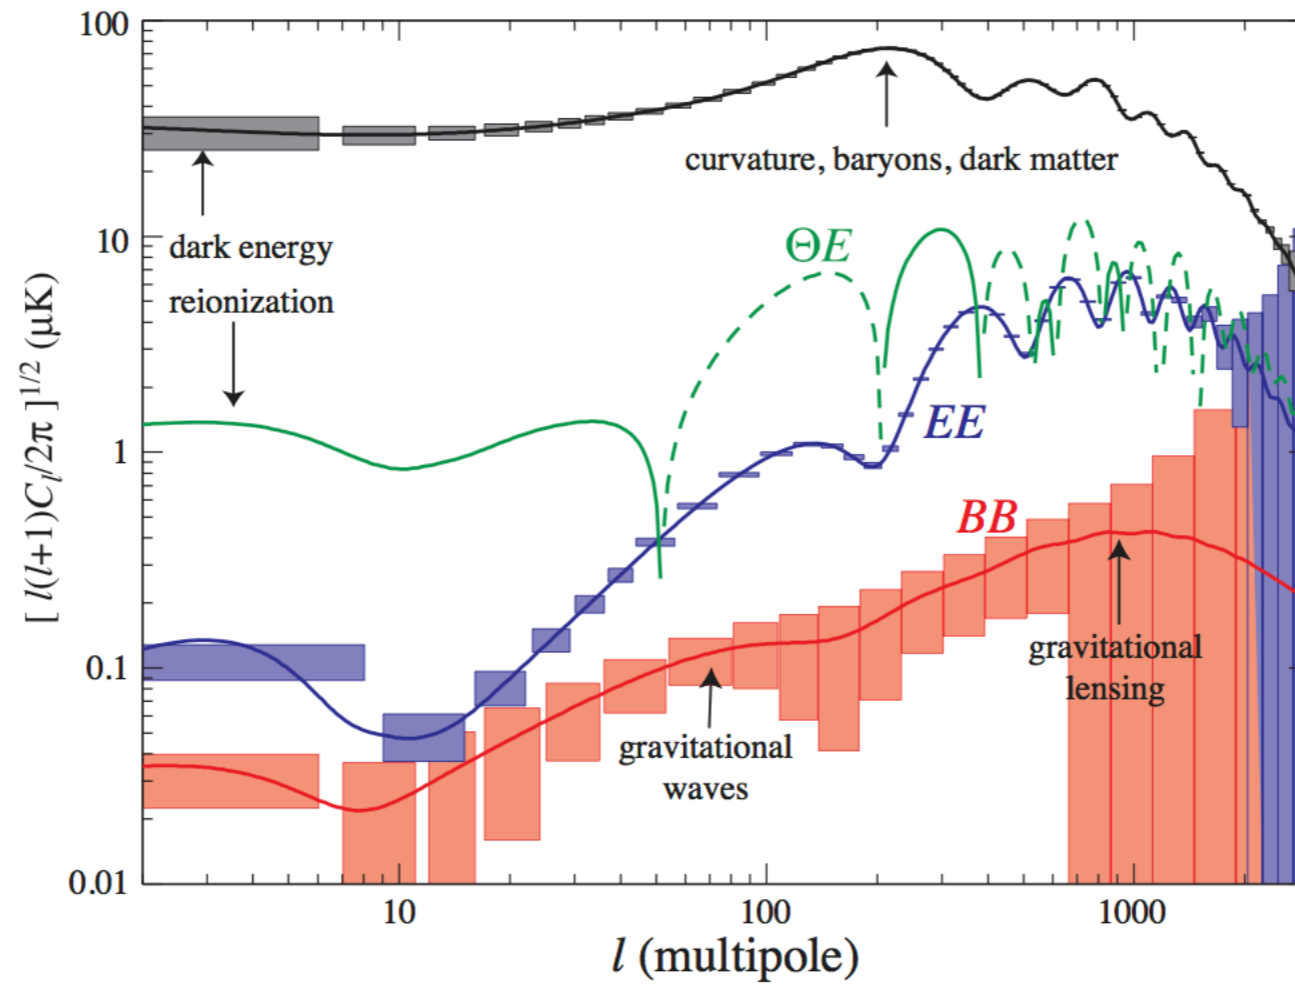 100
10
1
0.1
0.01
[ l(l+1)C_l/2π ]^{1/2} (μK)
curvature, baryons, dark matter
dark energy
reionization
ΘE
EE
BB
gravitational
waves
gravitational
lensing
10
100
1000
l (multipole)